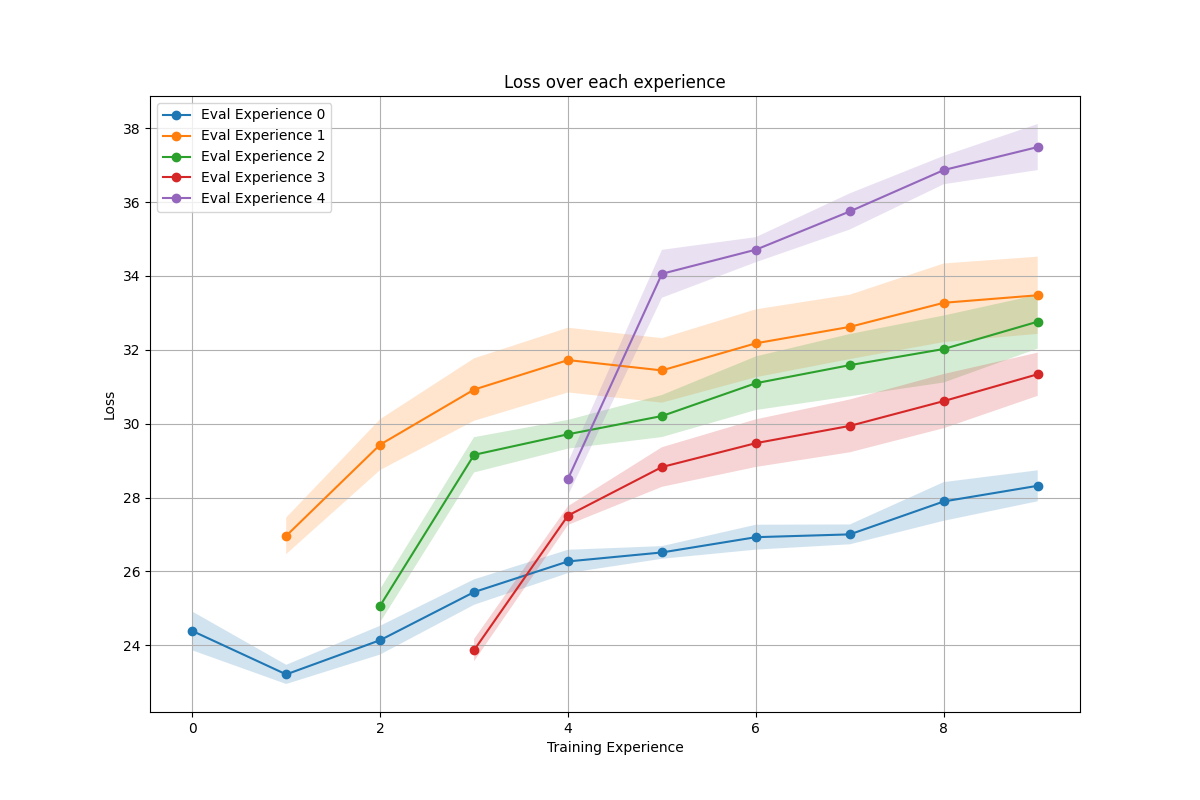 Loss over each experience
Eval Experience 0
Eval Experience 1
Eval Experience 2
Eval Experience 3
Eval Experience 4
38
36
34
32
30
28
26
24
Loss
0 2 4 6 8
Training Experience